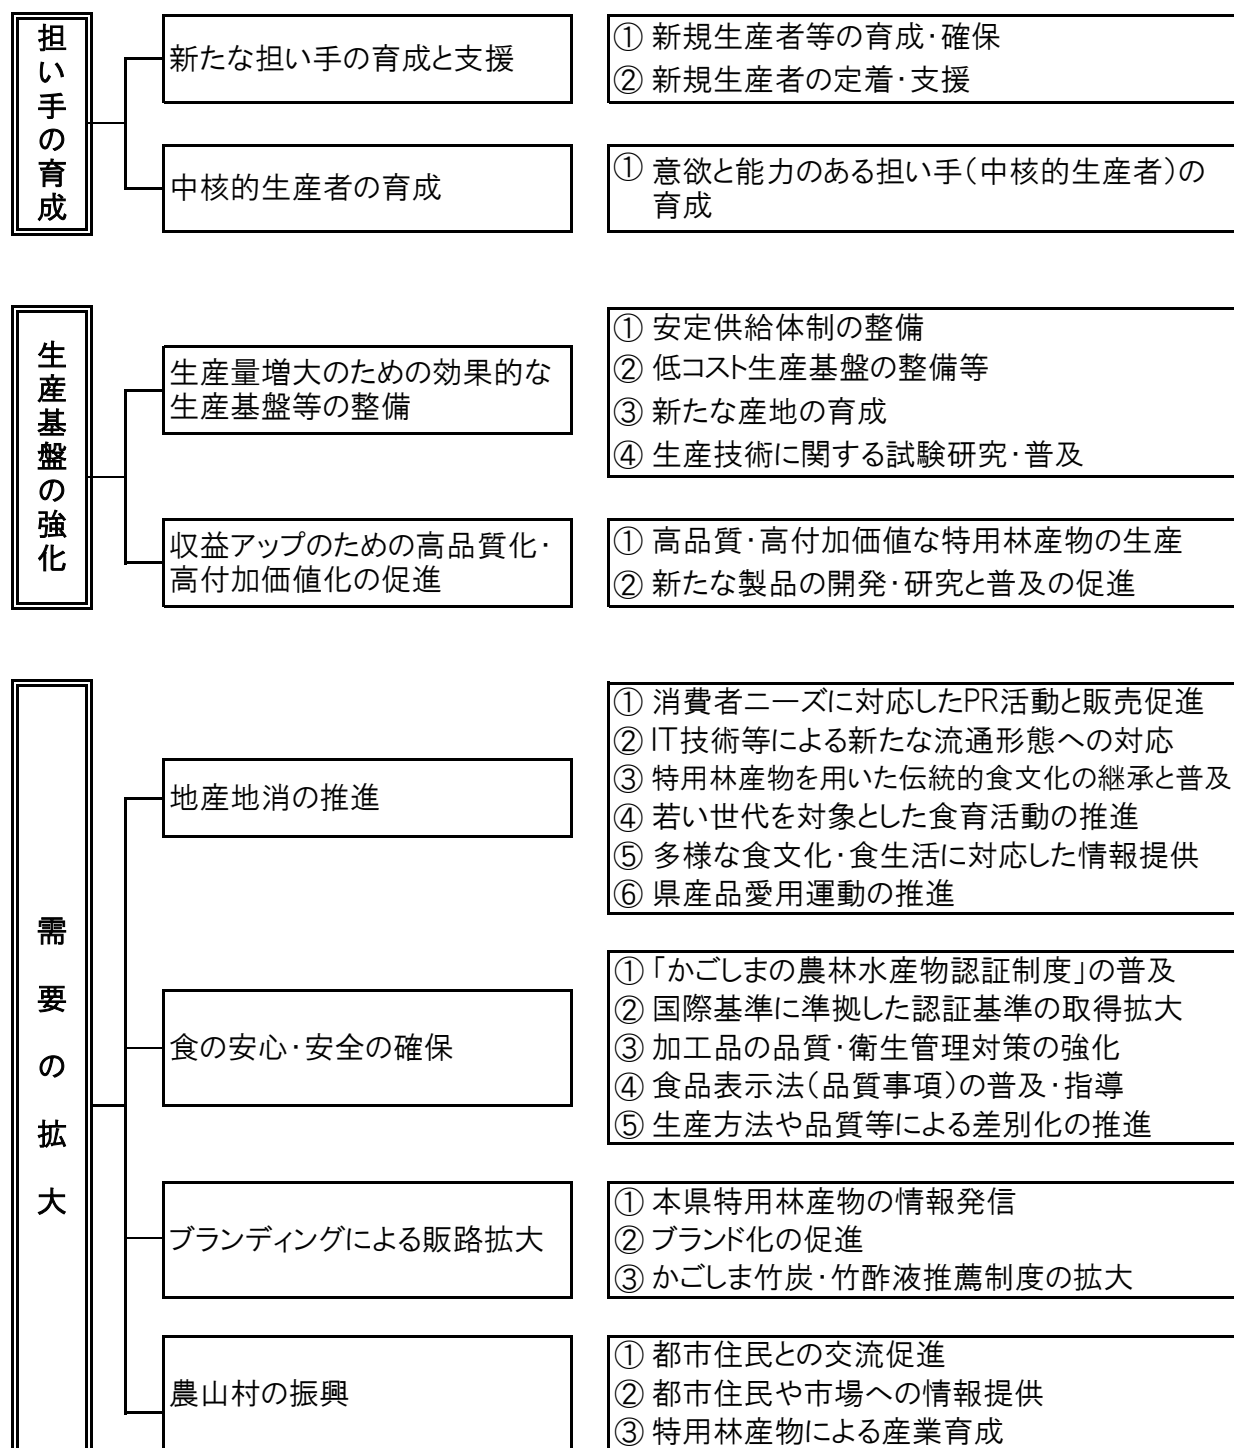 担い手の育成
新たな担い手の育成と支援
① 新規生産者等の育成・確保
② 新規生産者の定着・支援
中核的生産者の育成
① 意欲と能力のある担い手（中核的生産者）の
育成
生産基盤の強化
生産量増大のための効果的な
生産基盤等の整備
① 安定供給体制の整備
② 低コスト生産基盤の整備等
③ 新たな産地の育成
④ 生産技術に関する試験研究・普及
収益アップのための高品質化・
高付加価値化の促進
① 高品質・高付加価値な特用林産物の生産
② 新たな製品の開発・研究と普及の促進
需要の拡大
地産地消の推進
① 消費者ニーズに対応したPR活動と販売促進
② IT技術等による新たな流通形態への対応
③ 特用林産物を用いた伝統的食文化の継承と普及
④ 若い世代を対象とした食育活動の推進
⑤ 多様な食文化・食生活に対応した情報提供
⑥ 県産品愛用運動の推進
食の安心・安全の確保
① 「かごしまの農林水産物認証制度」の普及
② 国際基準に準拠した認証基準の取得拡大
③ 加工品の品質・衛生管理対策の強化
④ 食品表示法（品質事項）の普及・指導
⑤ 生産方法や品質等による差別化の推進
ブランディングによる販路拡大
① 本県特用林産物の情報発信
② ブランド化の促進
③ かごしま竹炭・竹酢液推薦制度の拡大
農山村の振興
① 都市住民との交流促進
② 都市住民や市場への情報提供
③ 特用林産物による産業育成